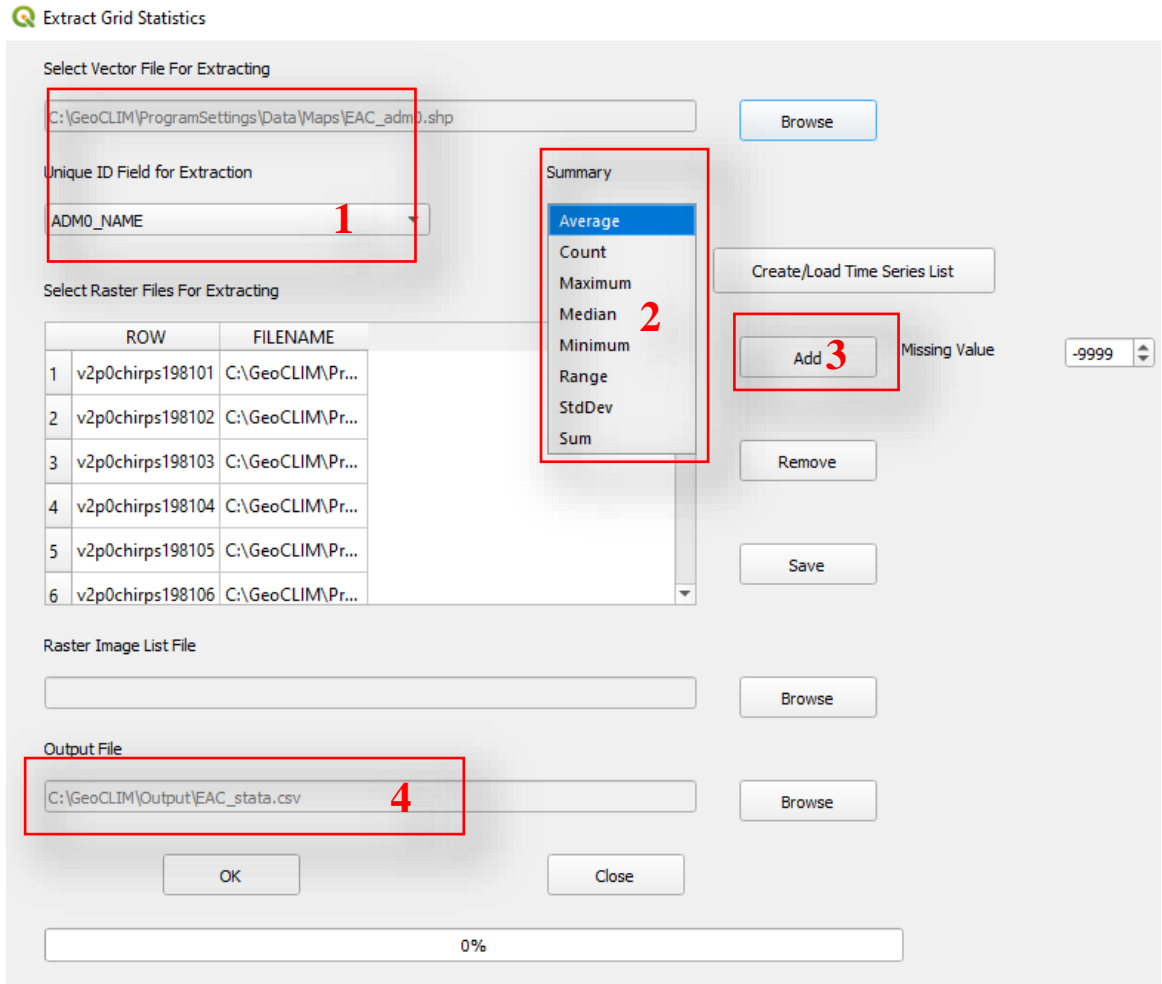 Extract Grid Statistics
Select Vector File For Extracting
C:\GeoCLIM\ProgramSettings\Data\Maps\EAC_adm0.shp
Browse
Unique ID Field for Extraction
Summary
ADM0_NAME
1
Average
Count
Maximum
Median
Minimum
Range
StdDev
Sum
2
Create/Load Time Series List
Select Raster Files For Extracting
Add
3
Missing Value
-9999
ROW FILENAME
1 v2p0chirps198101 C:\GeoCLIM\Pr...
2 v2p0chirps198102 C:\GeoCLIM\Pr...
3 v2p0chirps198103 C:\GeoCLIM\Pr...
4 v2p0chirps198104 C:\GeoCLIM\Pr...
5 v2p0chirps198105 C:\GeoCLIM\Pr...
6 v2p0chirps198106 C:\GeoCLIM\Pr...
Remove
Save
Raster Image List File
Browse
Output File
C:\GeoCLIM\Output\EAC_stata.csv
4
Browse
OK
Close
0%